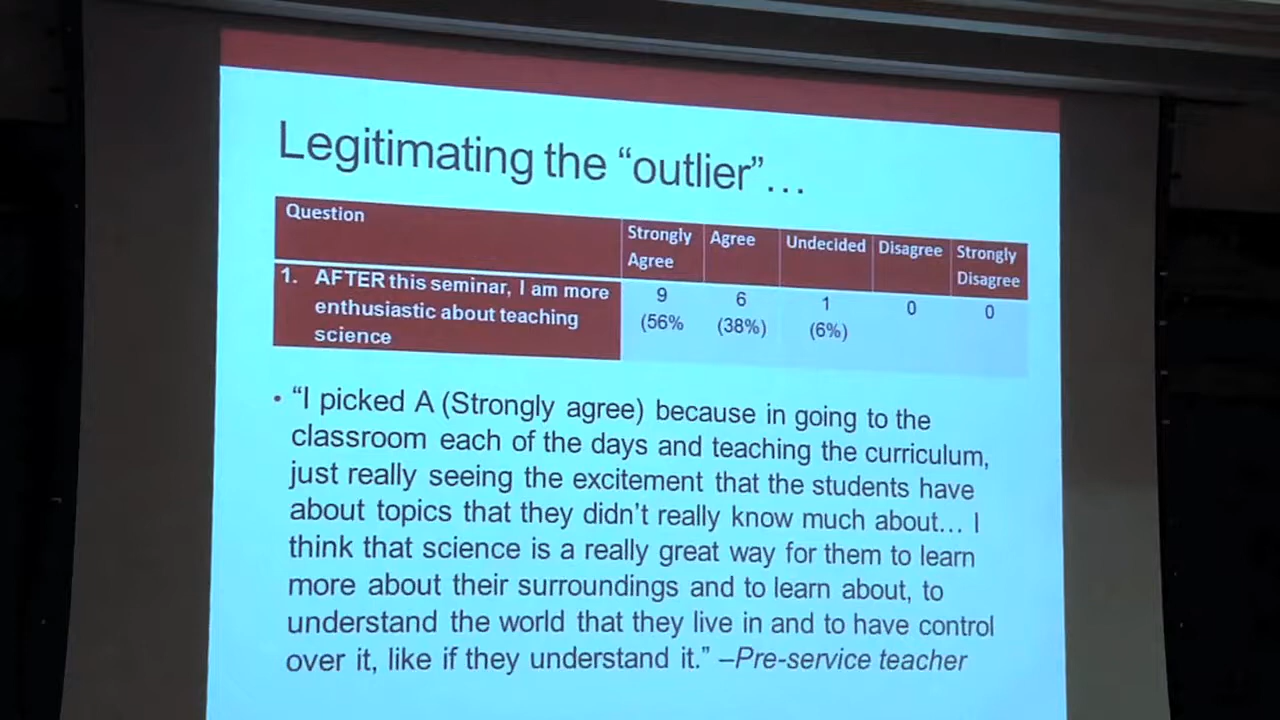 Legitimating the “outlier”…
Question
Strongly Agree
Agree
Undecided
Disagree
Strongly Disagree
1. AFTER this seminar, I am more
enthusiastic about teaching
science
9
(56%
6
(38%)
1
(6%)
0
0
• “I picked A (Strongly agree) because in going to the
classroom each of the days and teaching the curriculum,
just really seeing the excitement that the students have
about topics that they didn’t really know much about… I
think that science is a really great way for them to learn
more about their surroundings and to learn about, to
understand the world that they live in and to have control
over it, like if they understand it.” –Pre-service teacher